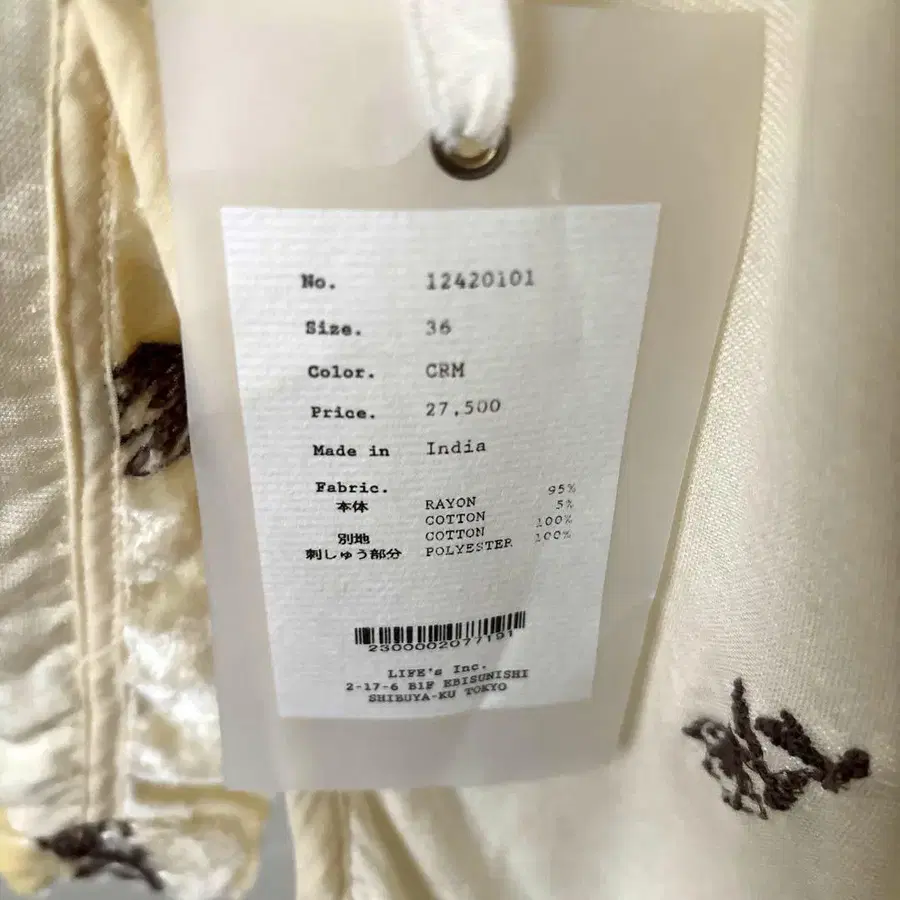 No. 12420101
Size. 36
Color. CRM
Price. 27,500
Made in India
Fabric.
本体 RAYON 95%
COTTON 5%
別地 COTTON 100%
刺しゅう部分 POLYESTER 100%
2300002077191
LIFE's Inc.
2-17-6 B1F EBISUNISHI
SHIBUYA-KU TOKYO